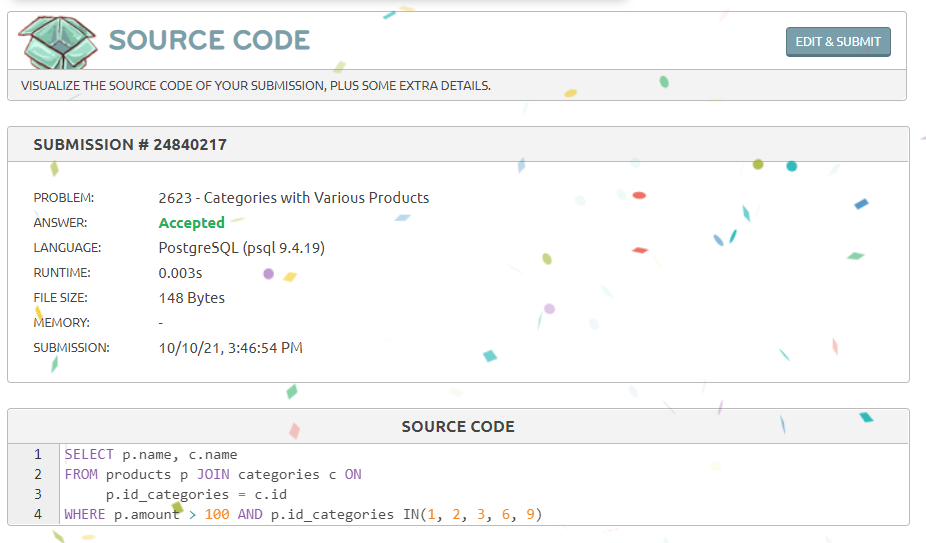 SOURCE CODE
EDIT & SUBMIT
VISUALIZE THE SOURCE CODE OF YOUR SUBMISSION, PLUS SOME EXTRA DETAILS.
SUBMISSION # 24840217
PROBLEM: 2623 - Categories with Various Products
ANSWER: Accepted
LANGUAGE: PostgreSQL (psql 9.4.19)
RUNTIME: 0.003s
FILE SIZE: 148 Bytes
MEMORY: -
SUBMISSION: 10/10/21, 3:46:54 PM
SOURCE CODE
1 SELECT p.name, c.name
2 FROM products p JOIN categories c ON
3 p.id_categories = c.id
4 WHERE p.amount > 100 AND p.id_categories IN(1, 2, 3, 6, 9)